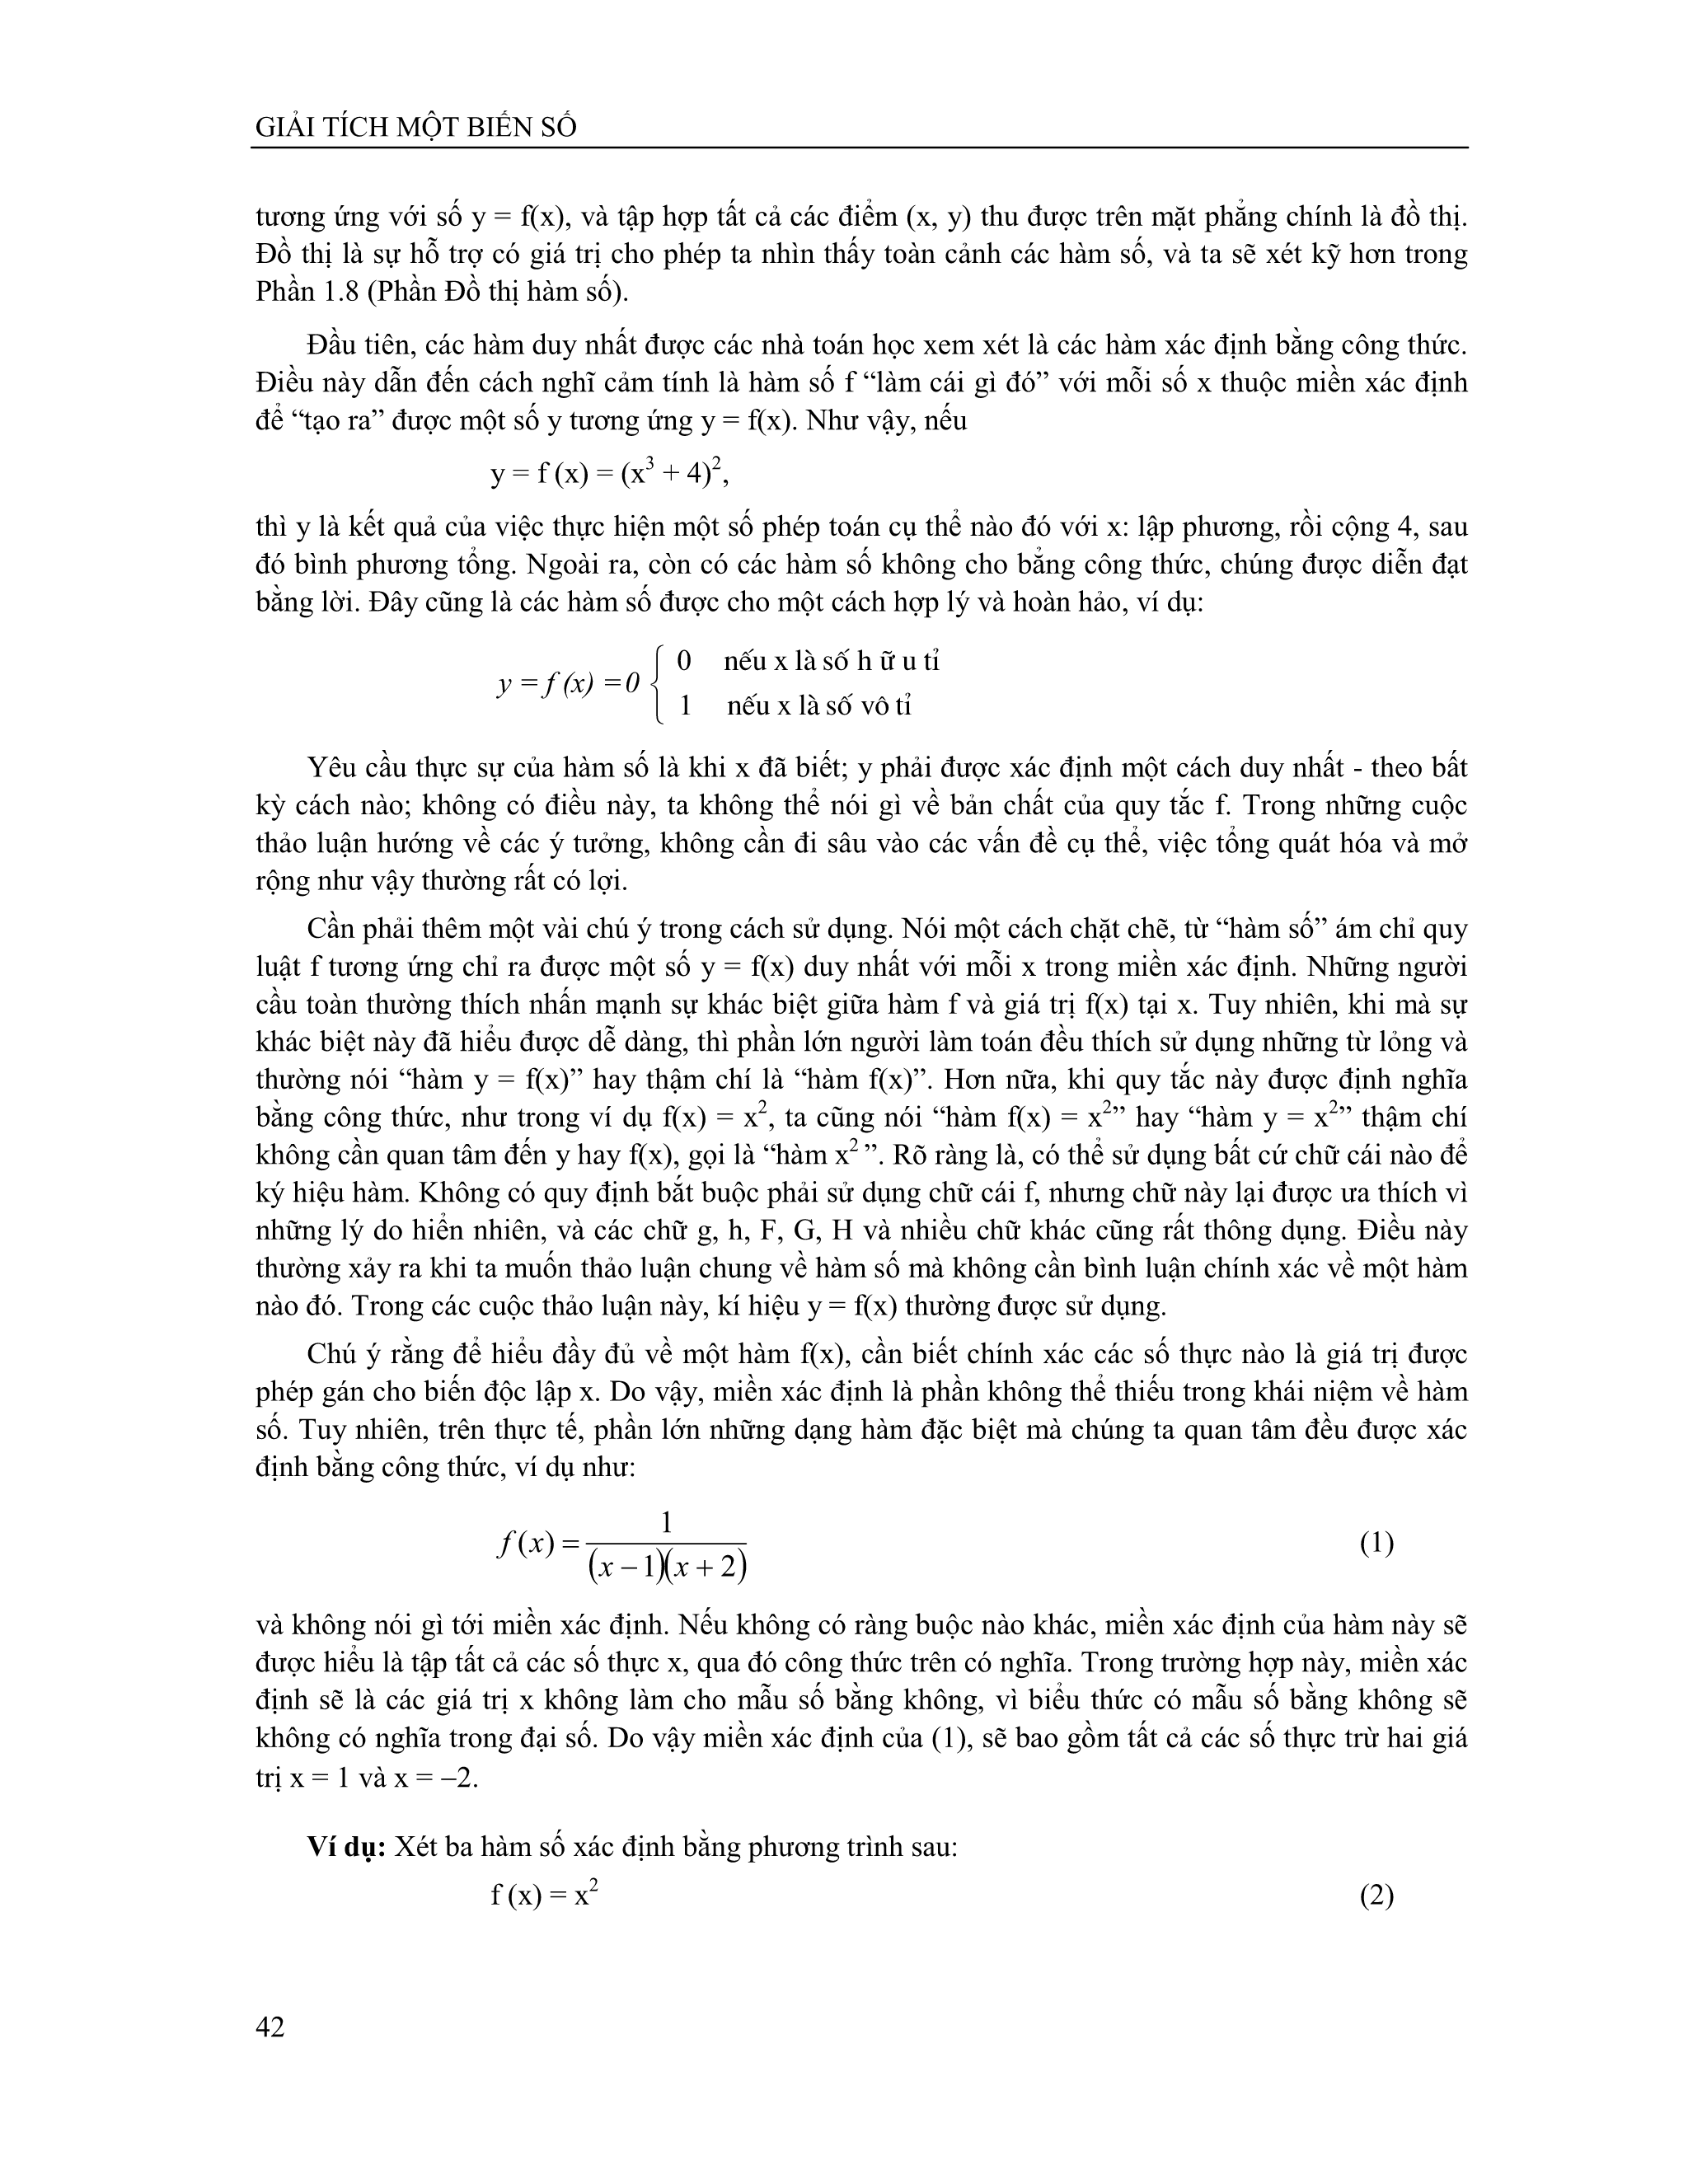 GIẢI TÍCH MỘT BIẾN SỐ
tương ứng với số y = f(x), và tập hợp tất cả các điểm (x, y) thu được trên mặt phẳng chính là đồ thị.
Đồ thị là sự hỗ trợ có giá trị cho phép ta nhìn thấy toàn cảnh các hàm số, và ta sẽ xét kỹ hơn trong
Phần 1.8 (Phần Đồ thị hàm số).
Đầu tiên, các hàm duy nhất được các nhà toán học xem xét là các hàm xác định bằng công thức.
Điều này dẫn đến cách nghĩ cảm tính là hàm số f “làm cái gì đó” với mỗi số x thuộc miền xác định
để “tạo ra” được một số y tương ứng y = f(x). Như vậy, nếu
y = f (x) = (x³ + 4)²,
thì y là kết quả của việc thực hiện một số phép toán cụ thể nào đó với x: lập phương, rồi cộng 4, sau
đó bình phương tổng. Ngoài ra, còn có các hàm số không cho bằng công thức, chúng được diễn đạt
bằng lời. Đây cũng là các hàm số được cho một cách hợp lý và hoàn hảo, ví dụ:
0 nếu x là số h ữ u tỉ
y = f (x) =0 {
1 nếu x là số vô tỉ
Yêu cầu thực sự của hàm số là khi x đã biết; y phải được xác định một cách duy nhất - theo bất
kỳ cách nào; không có điều này, ta không thể nói gì về bản chất của quy tắc f. Trong những cuộc
thảo luận hướng về các ý tưởng, không cần đi sâu vào các vấn đề cụ thể, việc tổng quát hóa và mở
rộng như vậy thường rất có lợi.
Cần phải thêm một vài chú ý trong cách sử dụng. Nói một cách chặt chẽ, từ “hàm số” ám chỉ quy
luật f tương ứng chỉ ra được một số y = f(x) duy nhất với mỗi x trong miền xác định. Những người
cầu toàn thường thích nhấn mạnh sự khác biệt giữa hàm f và giá trị f(x) tại x. Tuy nhiên, khi mà sự
khác biệt này đã hiểu được dễ dàng, thì phần lớn người làm toán đều thích sử dụng những từ lỏng và
thường nói “hàm y = f(x)” hay thậm chí là “hàm f(x)”. Hơn nữa, khi quy tắc này được định nghĩa
bằng công thức, như trong ví dụ f(x) = x², ta cũng nói “hàm f(x) = x²” hay “hàm y = x²” thậm chí
không cần quan tâm đến y hay f(x), gọi là “hàm x² ”. Rõ ràng là, có thể sử dụng bất cứ chữ cái nào để
ký hiệu hàm. Không có quy định bắt buộc phải sử dụng chữ cái f, nhưng chữ này lại được ưa thích vì
những lý do hiển nhiên, và các chữ g, h, F, G, H và nhiều chữ khác cũng rất thông dụng. Điều này
thường xảy ra khi ta muốn thảo luận chung về hàm số mà không cần bình luận chính xác về một hàm
nào đó. Trong các cuộc thảo luận này, kí hiệu y = f(x) thường được sử dụng.
Chú ý rằng để hiểu đầy đủ về một hàm f(x), cần biết chính xác các số thực nào là giá trị được
phép gán cho biến độc lập x. Do vậy, miền xác định là phần không thể thiếu trong khái niệm về hàm
số. Tuy nhiên, trên thực tế, phần lớn những dạng hàm đặc biệt mà chúng ta quan tâm đều được xác
định bằng công thức, ví dụ như:
1
f (x) = (1)
(x − 1)(x + 2)
và không nói gì tới miền xác định. Nếu không có ràng buộc nào khác, miền xác định của hàm này sẽ
được hiểu là tập tất cả các số thực x, qua đó công thức trên có nghĩa. Trong trường hợp này, miền xác
định sẽ là các giá trị x không làm cho mẫu số bằng không, vì biểu thức có mẫu số bằng không sẽ
không có nghĩa trong đại số. Do vậy miền xác định của (1), sẽ bao gồm tất cả các số thực trừ hai giá
trị x = 1 và x = –2.
Ví dụ: Xét ba hàm số xác định bằng phương trình sau:
f (x) = x² (2)
42